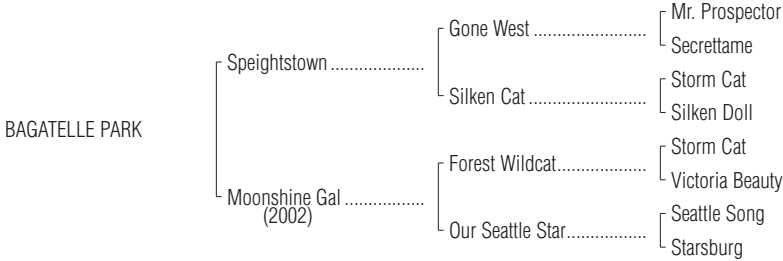 Mr. Prospector
Gone West ........................
Secrettame
Speightstown ....................
Storm Cat
Silken Cat .........................
Silken Doll
BAGATELLE PARK
Storm Cat
Forest Wildcat...................
Victoria Beauty
Moonshine Gal .................
(2002)
Seattle Song
Our Seattle Star.................
Starsburg